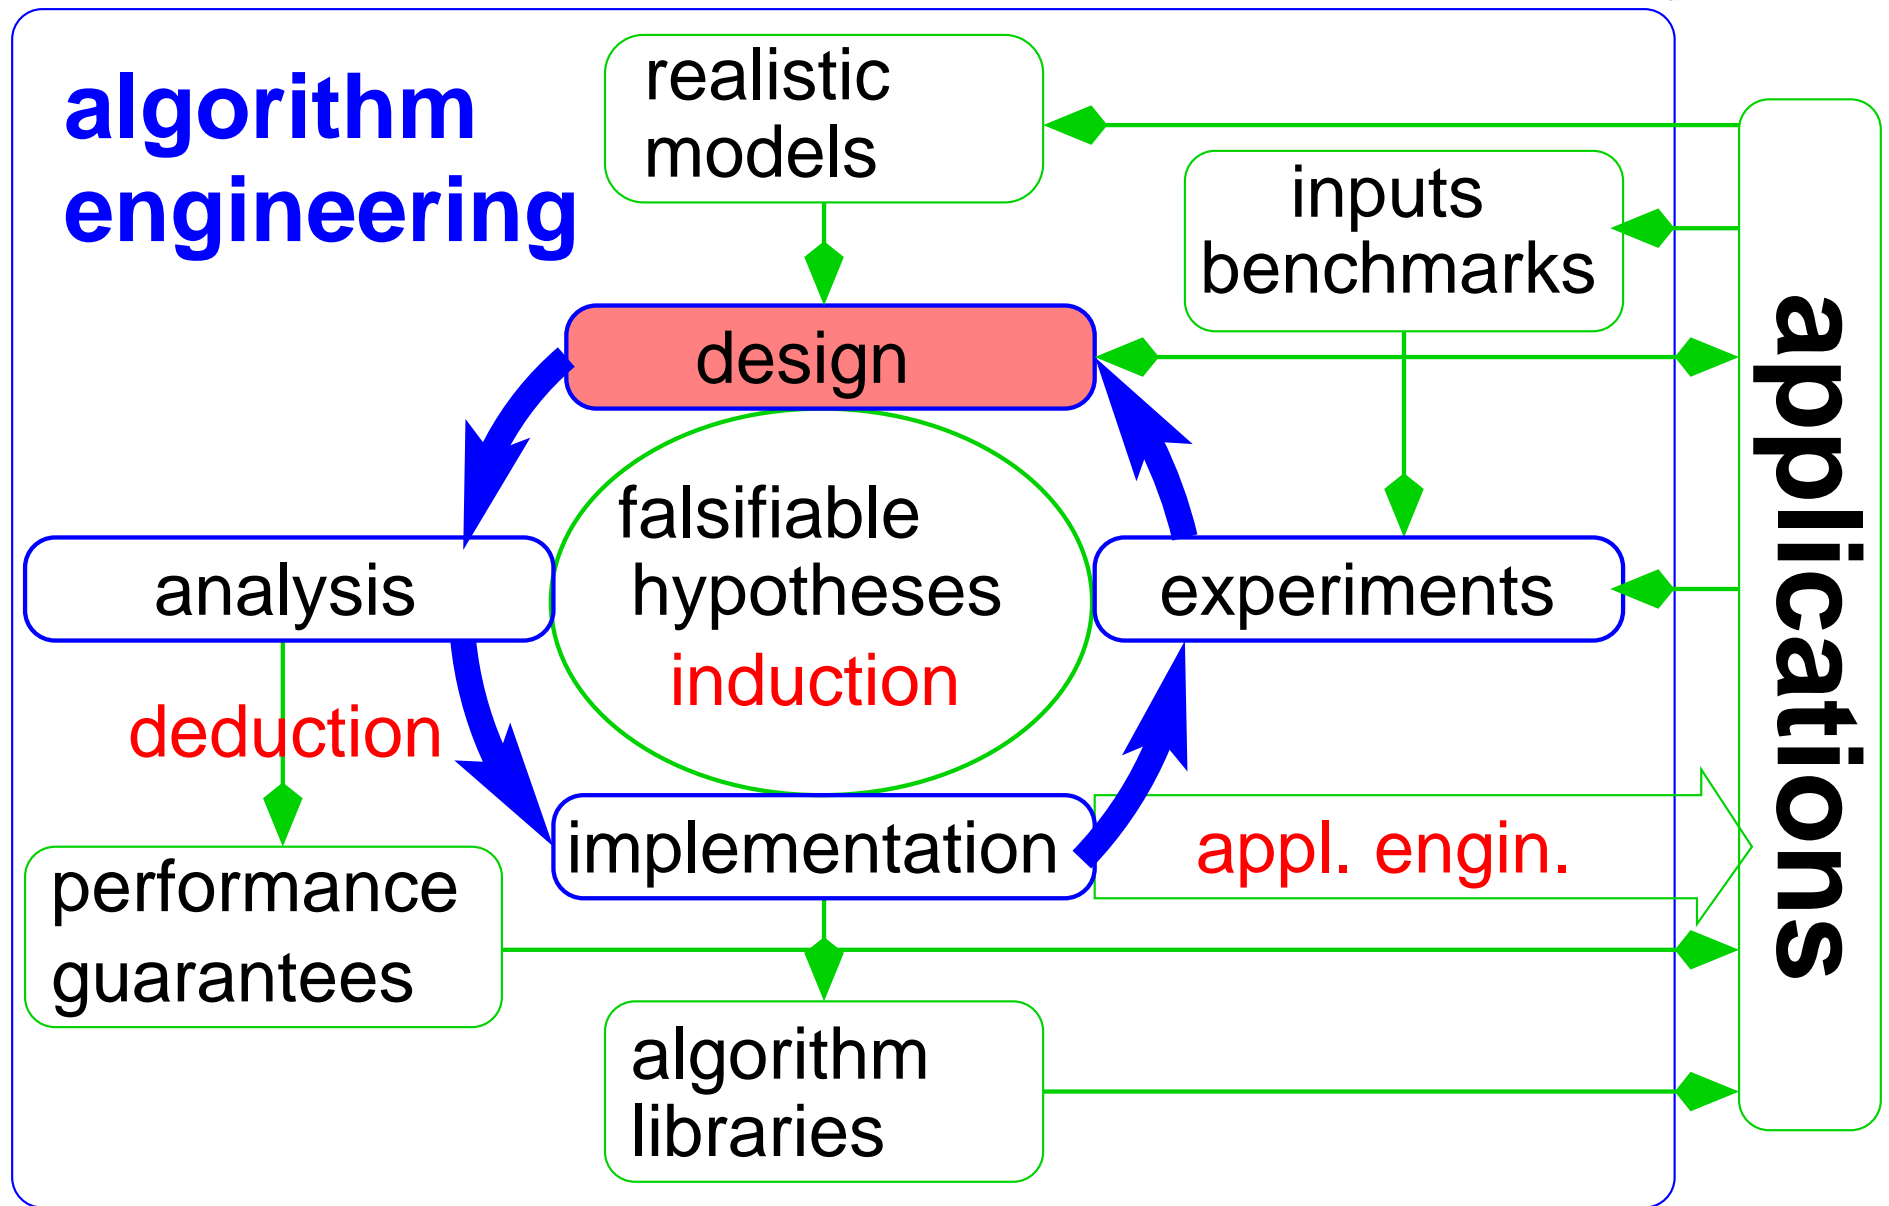 algorithm
engineering
realistic
models
inputs
benchmarks
design
falsifiable
hypotheses
induction
analysis
experiments
deduction
implementation
appl. engin.
performance
guarantees
algorithm
libraries
applications